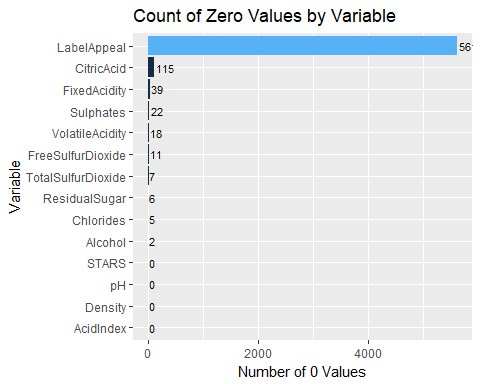 Count of Zero Values by Variable
Variable
LabelAppeal
CitricAcid 115
FixedAcidity 39
Sulphates 22
VolatileAcidity 18
FreeSulfurDioxide 11
TotalSulfurDioxide 7
ResidualSugar 6
Chlorides 5
Alcohol 2
STARS 0
pH 0
Density 0
AcidIndex 0
0 2000 4000
Number of 0 Values